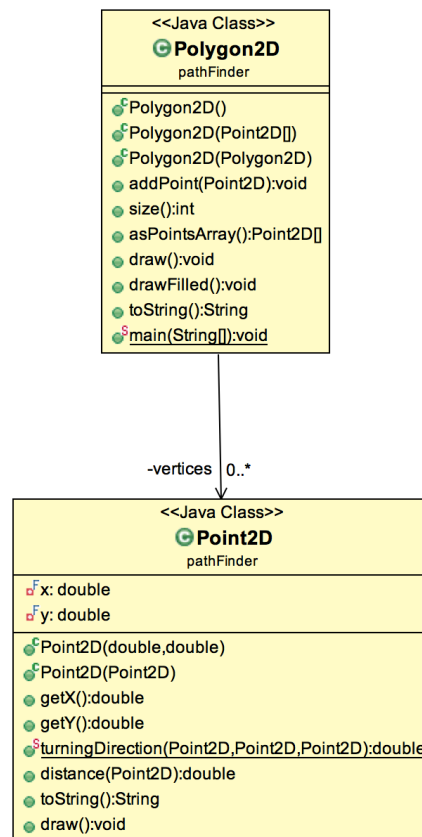 <<Java Class>>
C Polygon2D
pathFinder
C Polygon2D()
C Polygon2D(Point2D[])
C Polygon2D(Polygon2D)
addPoint(Point2D):void
size():int
asPointsArray():Point2D[]
draw():void
drawFilled():void
toString():String
S main(String[]):void
-vertices 0..*
<<Java Class>>
C Point2D
pathFinder
F x: double
F y: double
C Point2D(double,double)
C Point2D(Point2D)
getX():double
getY():double
S turningDirection(Point2D,Point2D,Point2D):double
distance(Point2D):double
toString():String
draw():void